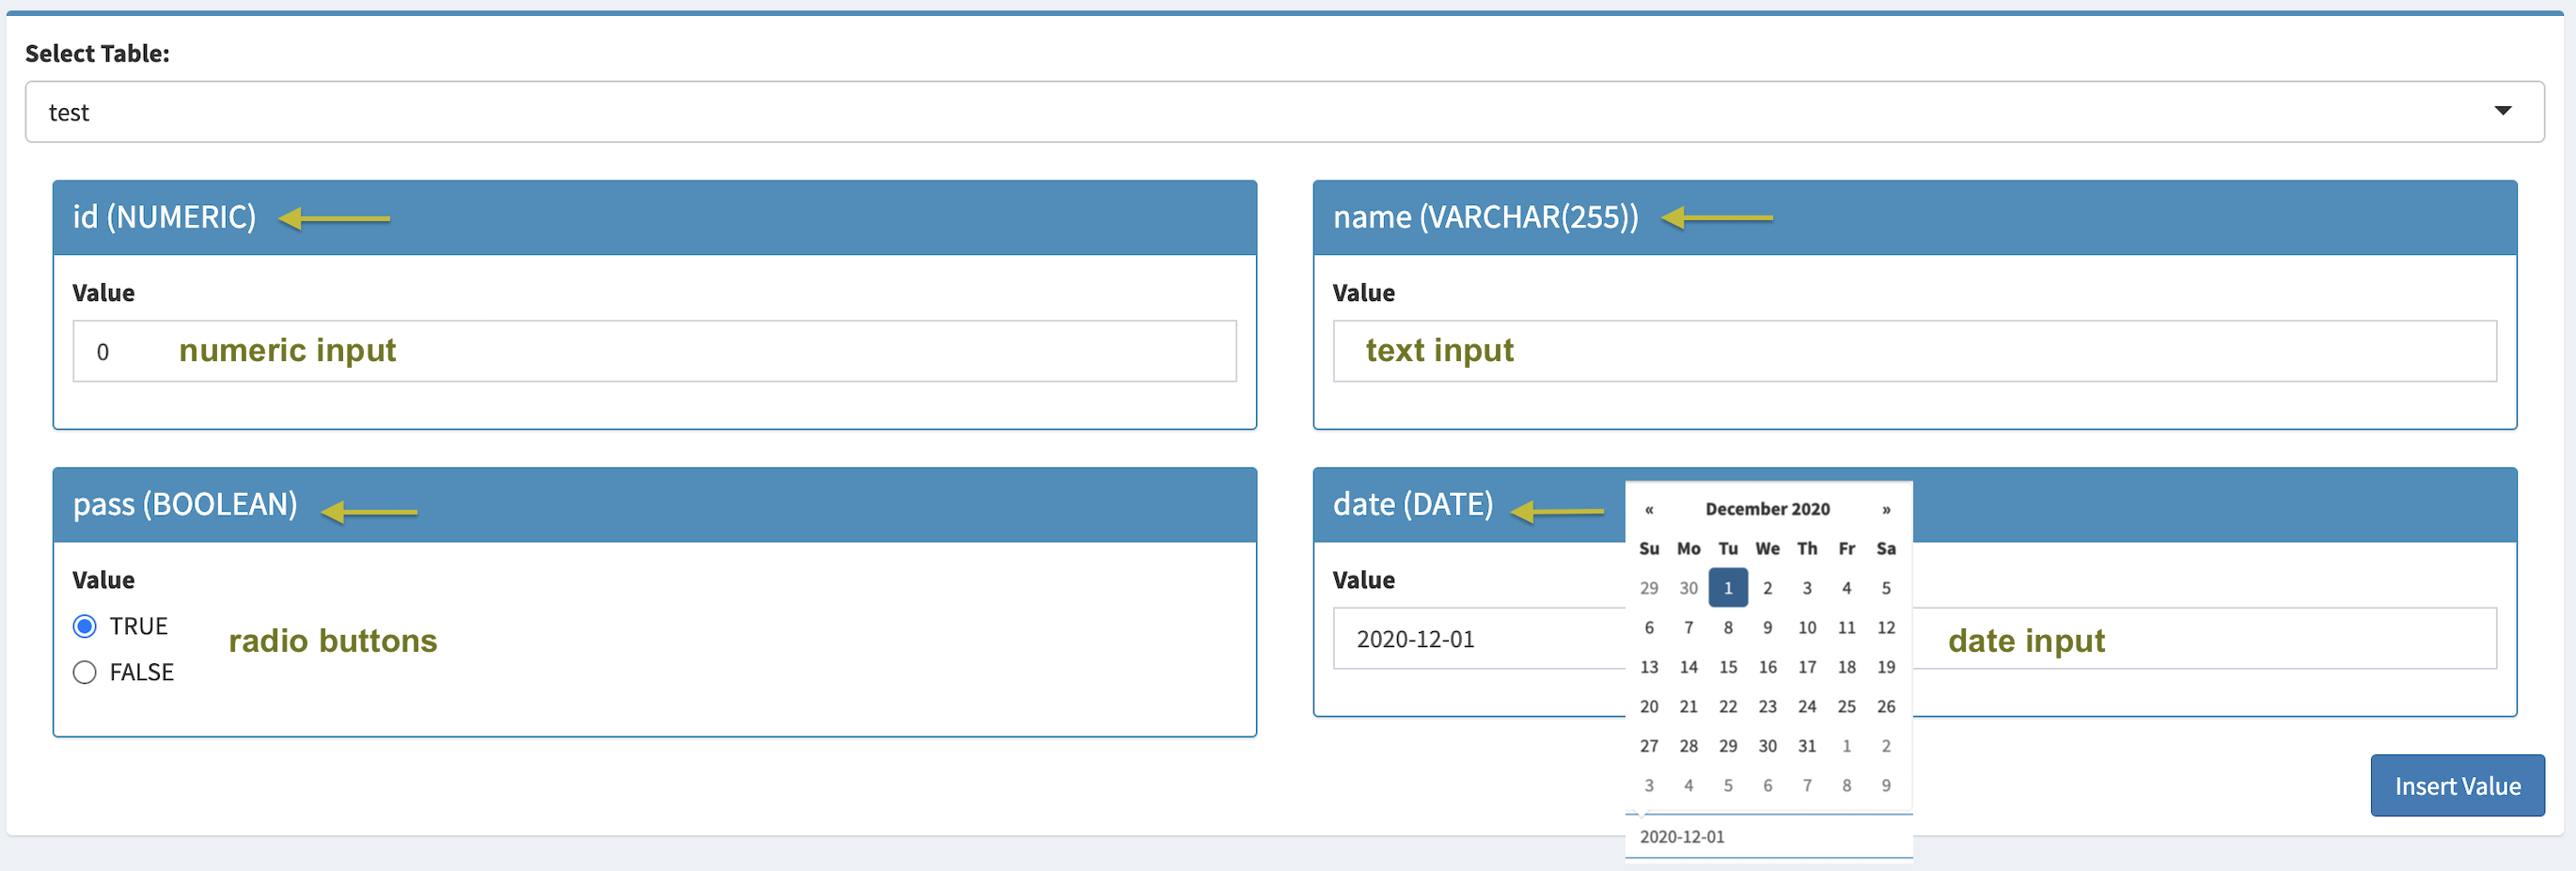 Select Table:
test
id (NUMERIC)
Value
0
numeric input
name (VARCHAR(255))
Value
text input
pass (BOOLEAN)
Value
TRUE
FALSE
radio buttons
date (DATE)
Value
2020-12-01
date input
« December 2020 »
Su Mo Tu We Th Fr Sa
29 30 1 2 3 4 5
6 7 8 9 10 11 12
13 14 15 16 17 18 19
20 21 22 23 24 25 26
27 28 29 30 31 1 2
3 4 5 6 7 8 9
2020-12-01
Insert Value